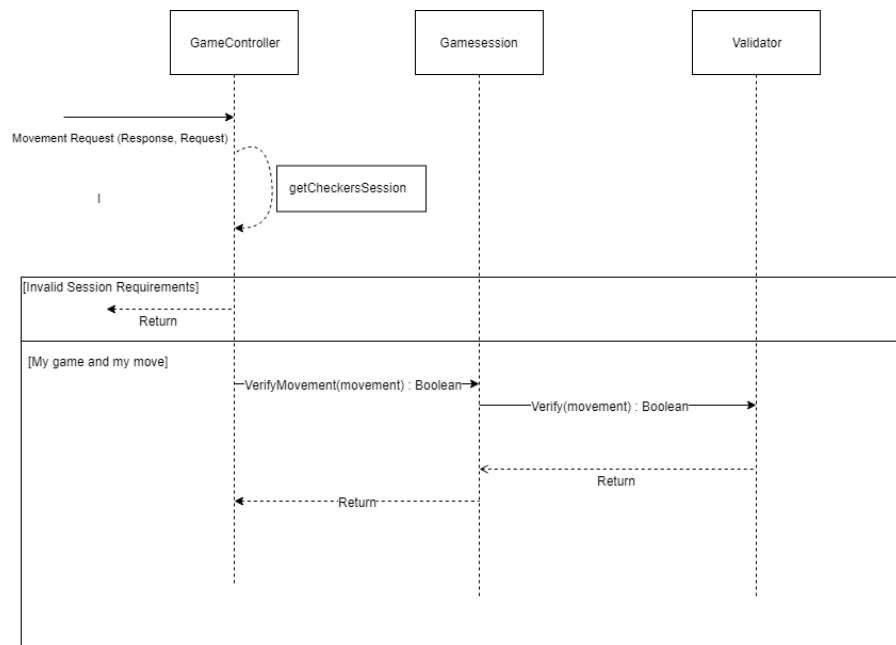 GameController
Gamesession
Validator
Movement Request (Response, Request)
getCheckersSession
I
[Invalid Session Requirements]
Return
[My game and my move]
VerifyMovement(movement) : Boolean
Verify(movement) : Boolean
Return
Return